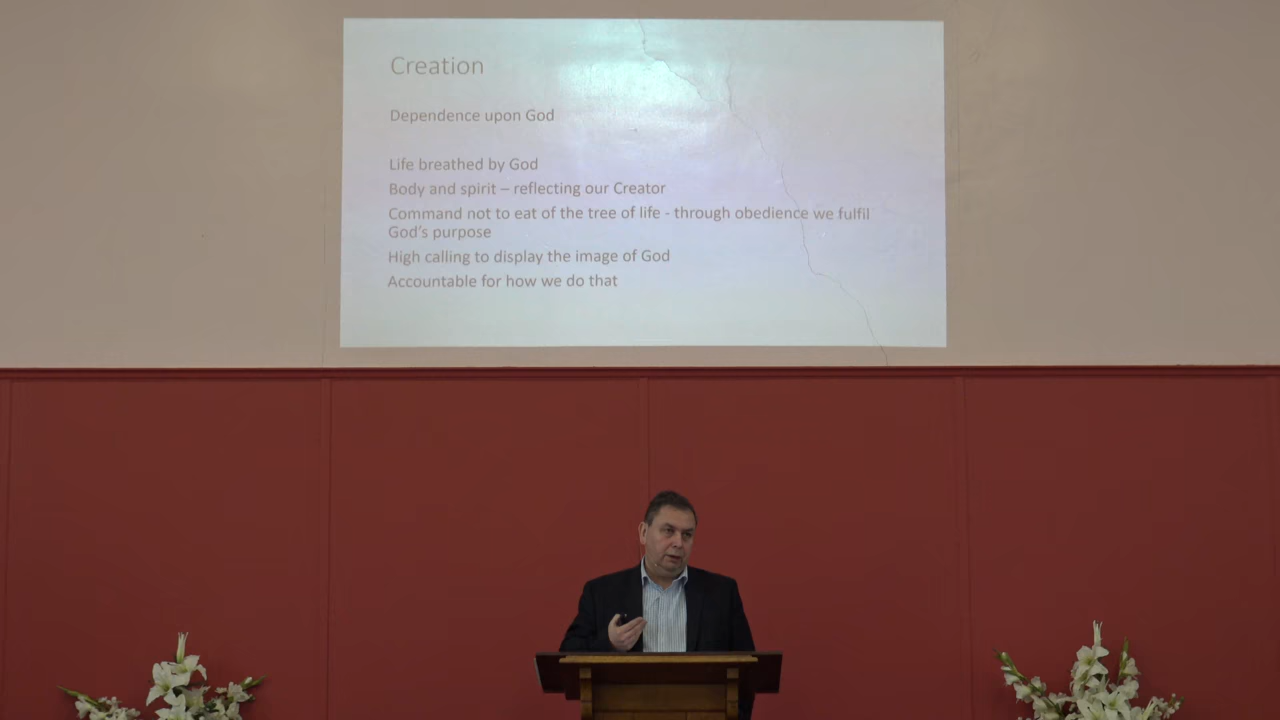 Creation
Dependence upon God
Life breathed by God
Body and spirit – reflecting our Creator
Command not to eat of the tree of life - through obedience we fulfil
God's purpose
High calling to display the image of God
Accountable for how we do that